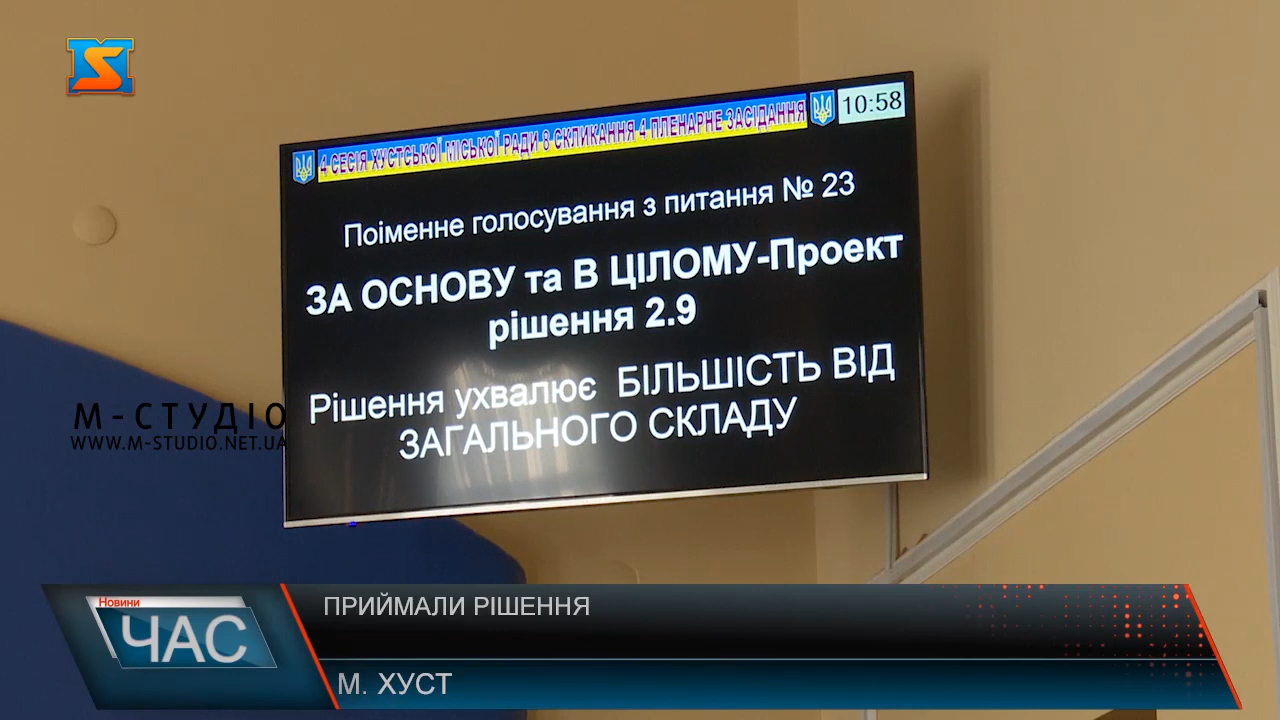 4 СЕСІЯ ХУСТСЬКОЇ МІСЬКОЇ РАДИ 8 СКЛИКАННЯ 4 ПЛЕНАРНЕ ЗАСІДАННЯ
10:58
Поіменне голосування з питання № 23
ЗА ОСНОВУ та В ЦІЛОМУ-Проект
рішення 2.9
Рішення ухвалює БІЛЬШІСТЬ ВІД
ЗАГАЛЬНОГО СКЛАДУ
М-СТУДІО
WWW.M-STUDIO.NET.UA
Новини
ЧАС
ПРИЙМАЛИ РІШЕННЯ
М. ХУСТ